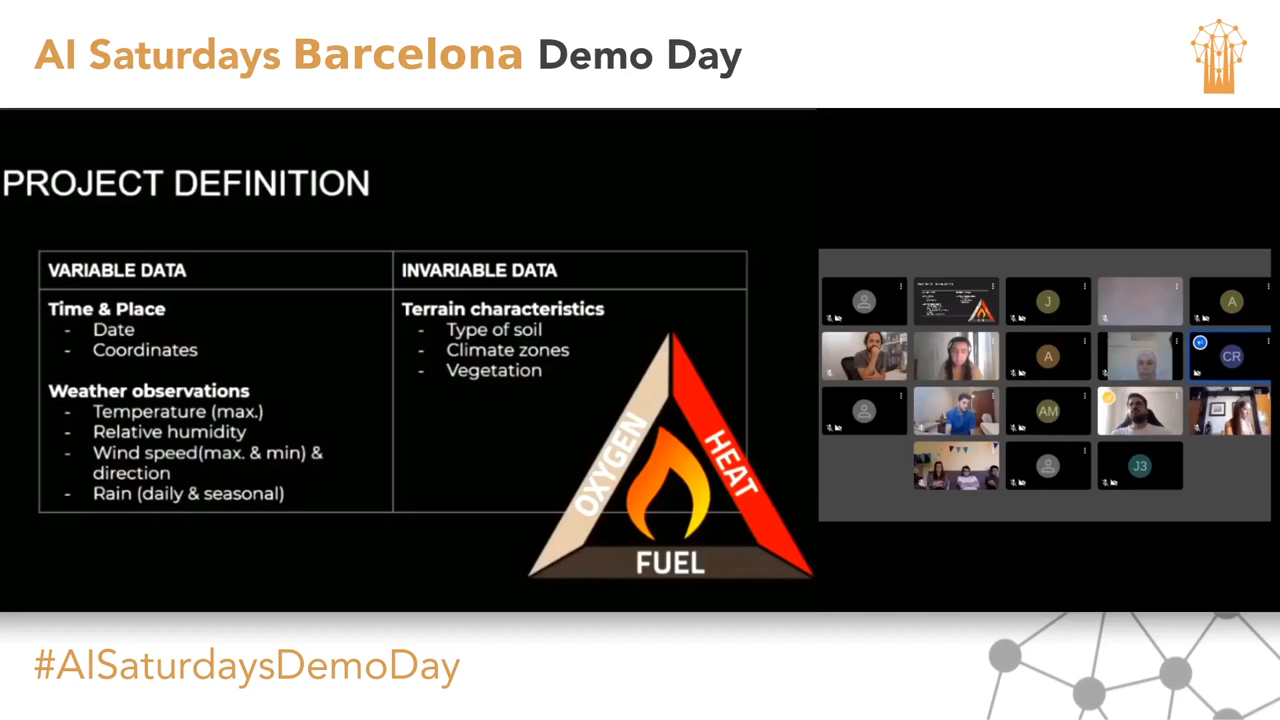 AI Saturdays Barcelona Demo Day
PROJECT DEFINITION
VARIABLE DATA
INVARIABLE DATA
Time & Place
- Date
- Coordinates
Weather observations
- Temperature (max.)
- Relative humidity
- Wind speed(max. & min) &
direction
- Rain (daily & seasonal)
Terrain characteristics
- Type of soil
- Climate zones
- Vegetation
OXYGEN
HEAT
FUEL
J
A
A
CR
AM
J3
#AISaturdaysDemoDay